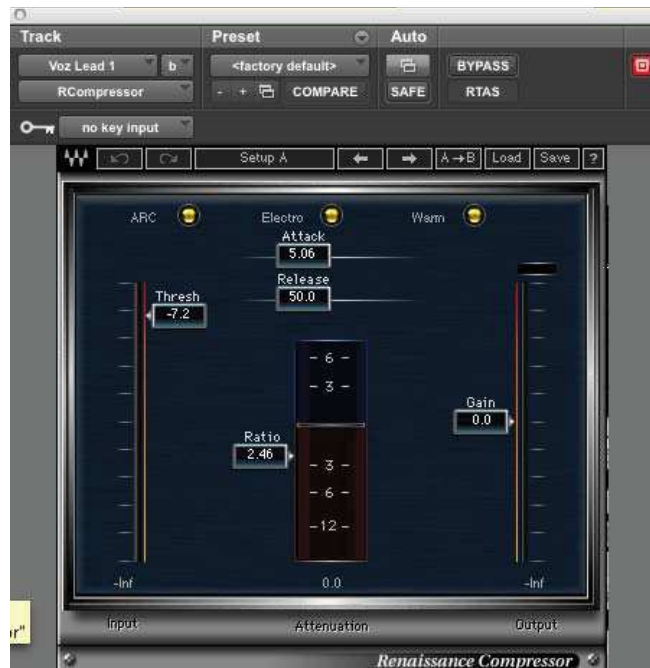 Track Preset Auto
Voz Lead 1 b <factory default> BYPASS
RCompressor - + COMPARE SAFE RTAS
no key input
Setup A A→B Load Save ?
ARC Electro Warm
Attack
5.06
Release
50.0
Thresh
-7.2
- 6 -
- 3 -
Gain
0.0
Ratio
2.46
- 3 -
- 6 -
-12 -
-Inf 0.0 -Inf
Input Attenuation Output
r"
Renaissance Compressor